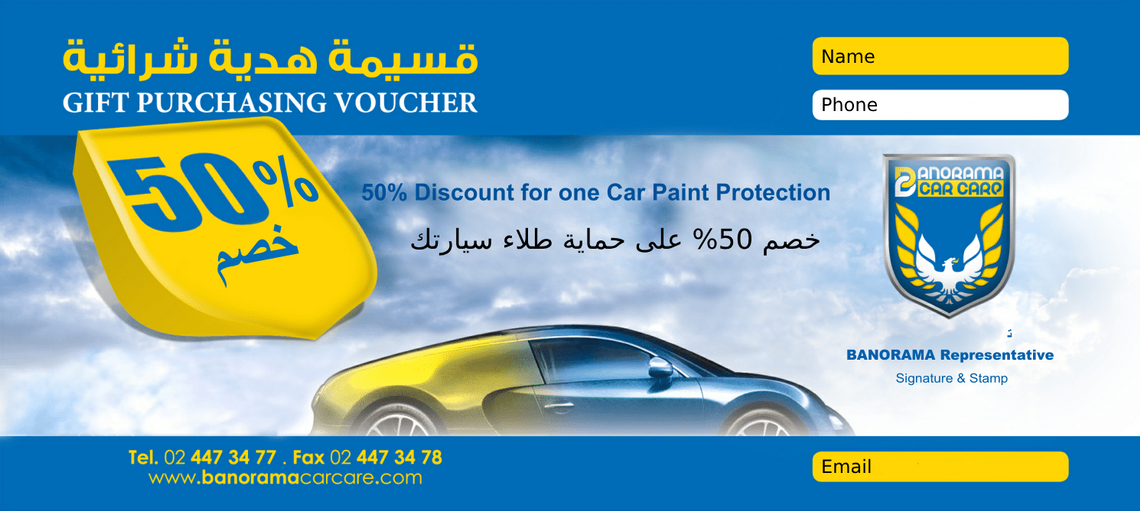 قسيمة هدية شرائية
GIFT PURCHASING VOUCHER
Name
Phone
50%
خصم
50% Discount for one Car Paint Protection
خصم 50% على حماية طلاء سيارتك
BANORAMA
CAR CARE
BANORAMA Representative
Signature & Stamp
Tel. 02 447 34 77 . Fax 02 447 34 78
www.banoramacarcare.com
Email